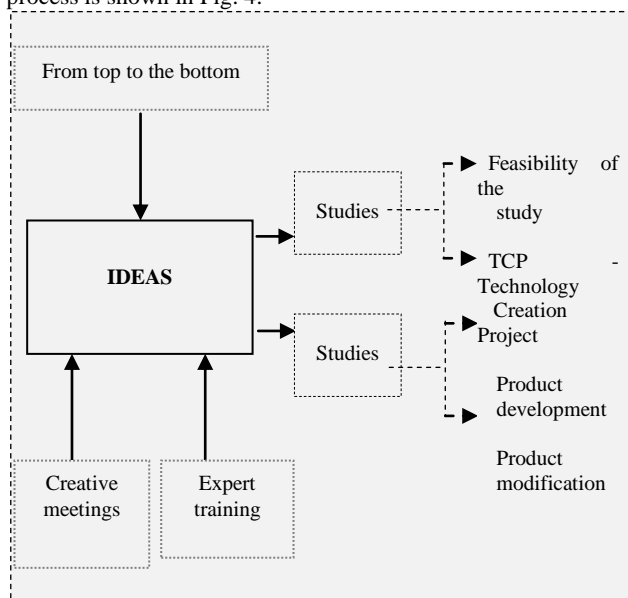 process is shown in Fig. 4.
From top to the bottom
Feasibility of
the
study
Studies
TCP -
Technology
Creation
Project
IDEAS
Studies
Product
development
Product
modification
Creative
meetings
Expert
training